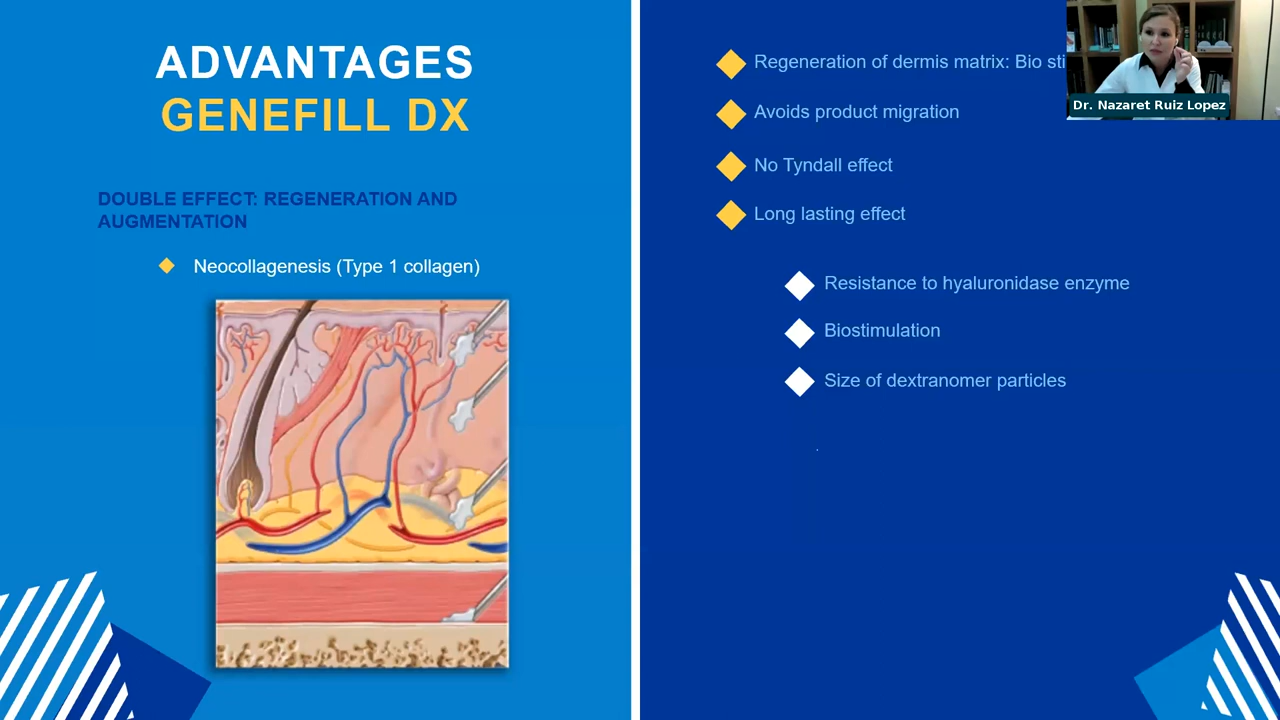 ADVANTAGES
GENEFILL DX
DOUBLE EFFECT: REGENERATION AND
AUGMENTATION
Neocollagenesis (Type 1 collagen)
Regeneration of dermis matrix: Bio sti
Avoids product migration
No Tyndall effect
Long lasting effect
Resistance to hyaluronidase enzyme
Biostimulation
Size of dextranomer particles
Dr. Nazaret Ruiz Lopez